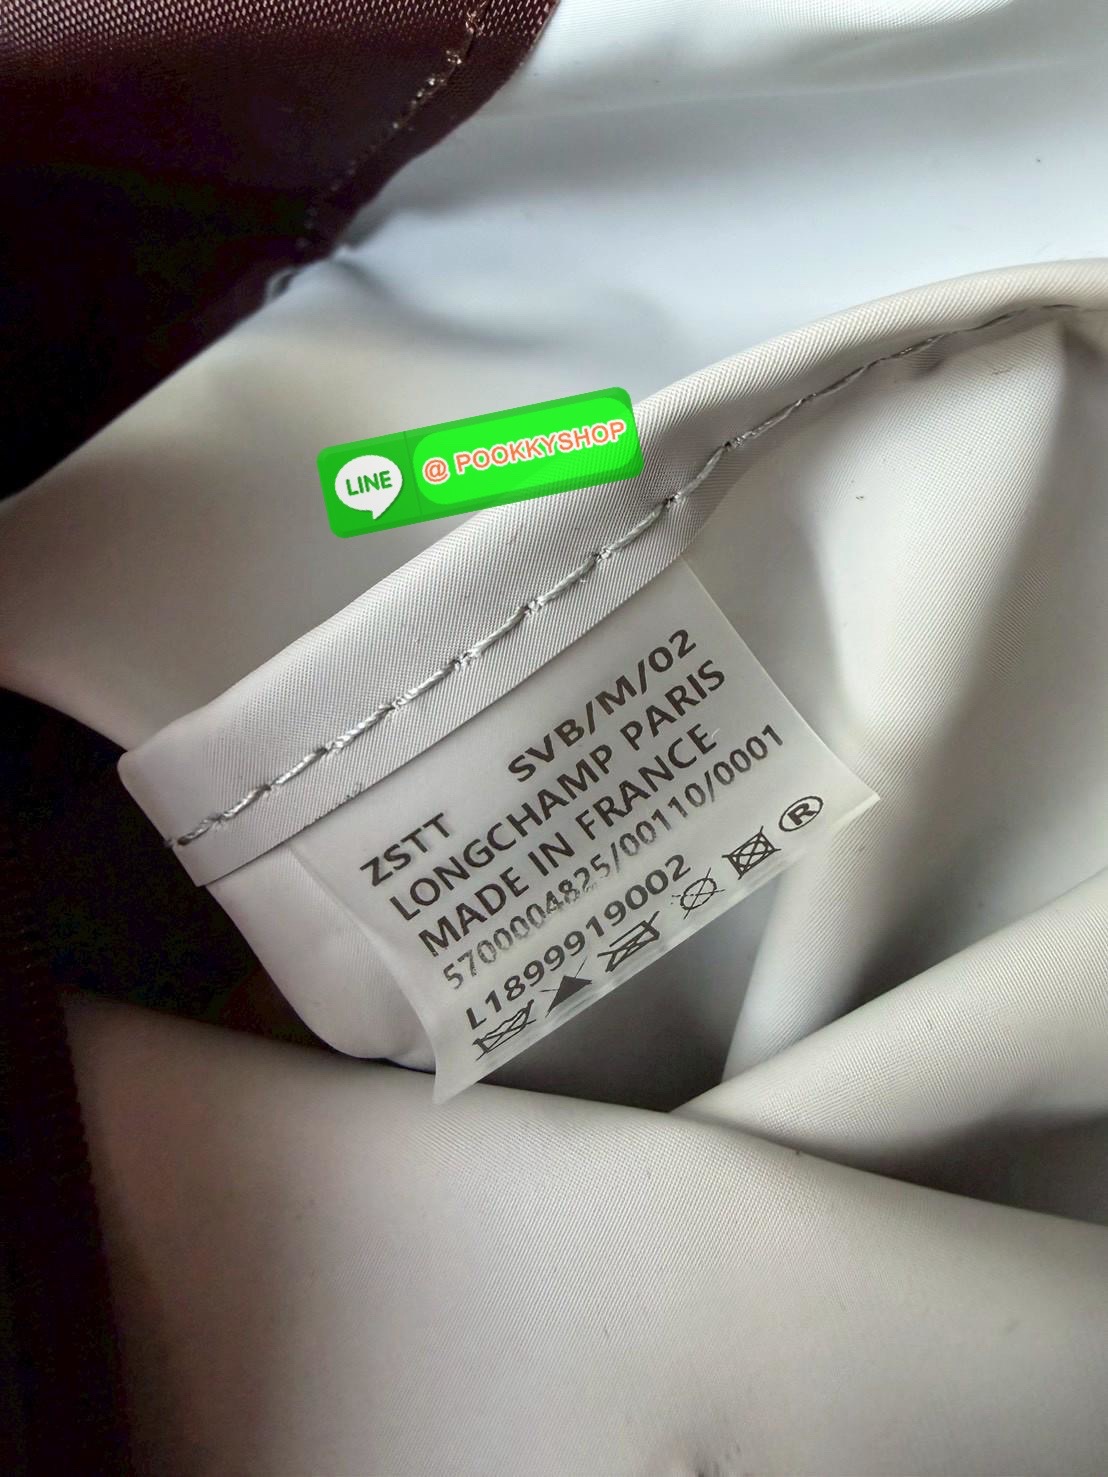 LINE @ POOKKYSHOP
ZSTT SVB/M/02
LONGCHAMP PARIS
MADE IN FRANCE
5700004825/00110/0001
L1899919002
®